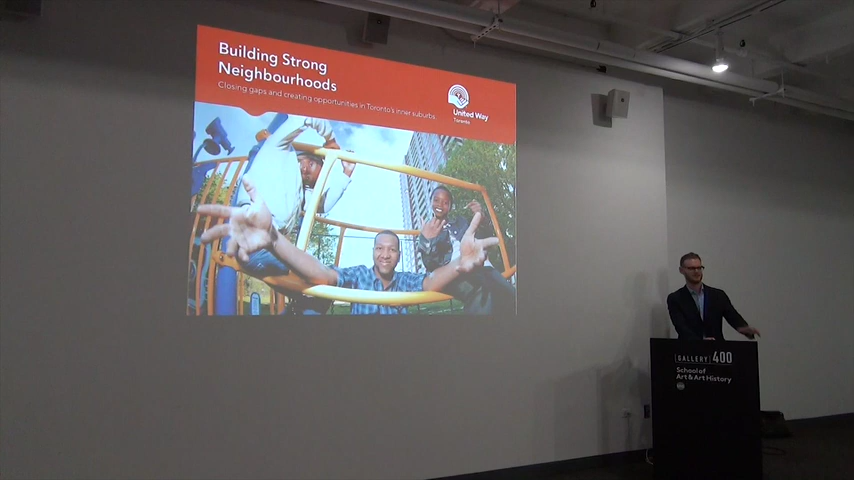 Building Strong
Neighbourhoods
Closing gaps and creating opportunities in Toronto's inner suburbs.
United Way
Toronto
GALLERY 400
School of
Art & Art History